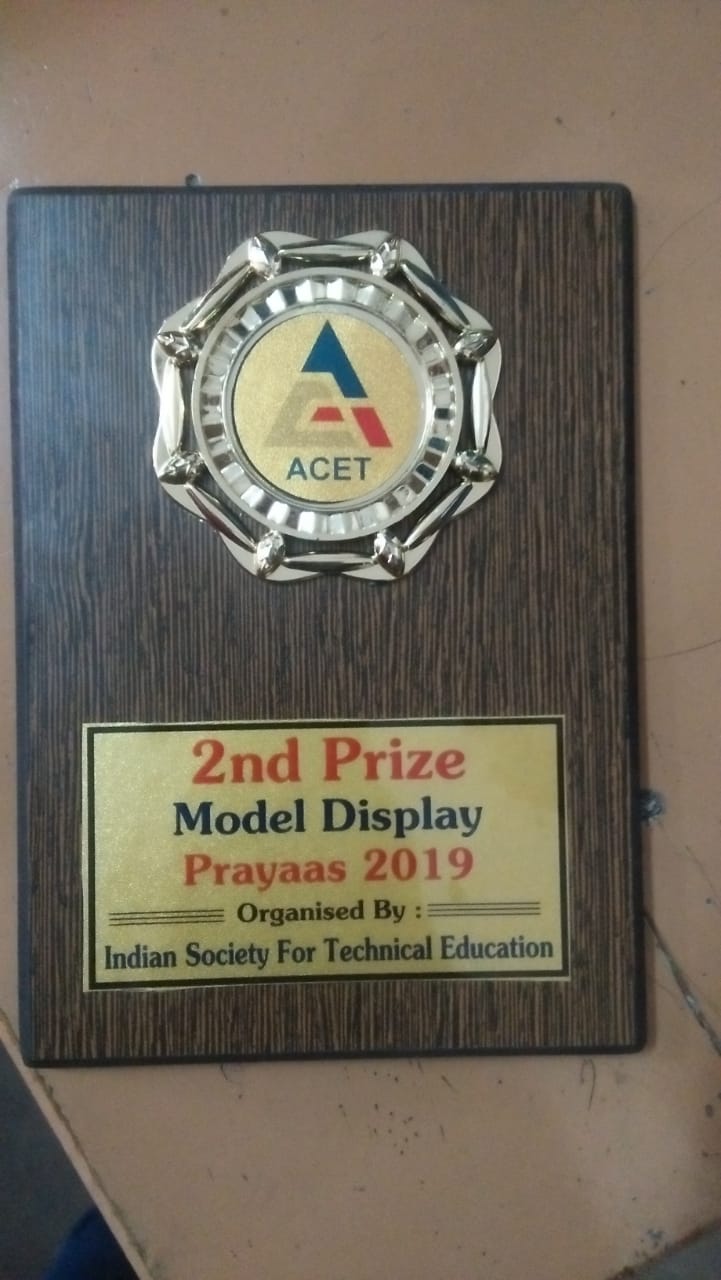 ACET
2nd Prize
Model Display
Prayaas 2019
Organised By :
Indian Society For Technical Education